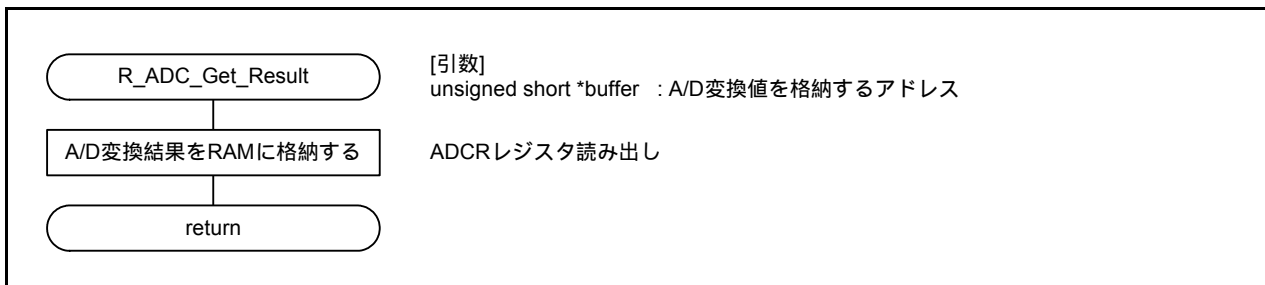 R_ADC_Get_Result
[引数]
unsigned short *buffer : A/D変換値を格納するアドレス
A/D変換結果をRAMに格納する
ADCRレジスタ読み出し
return